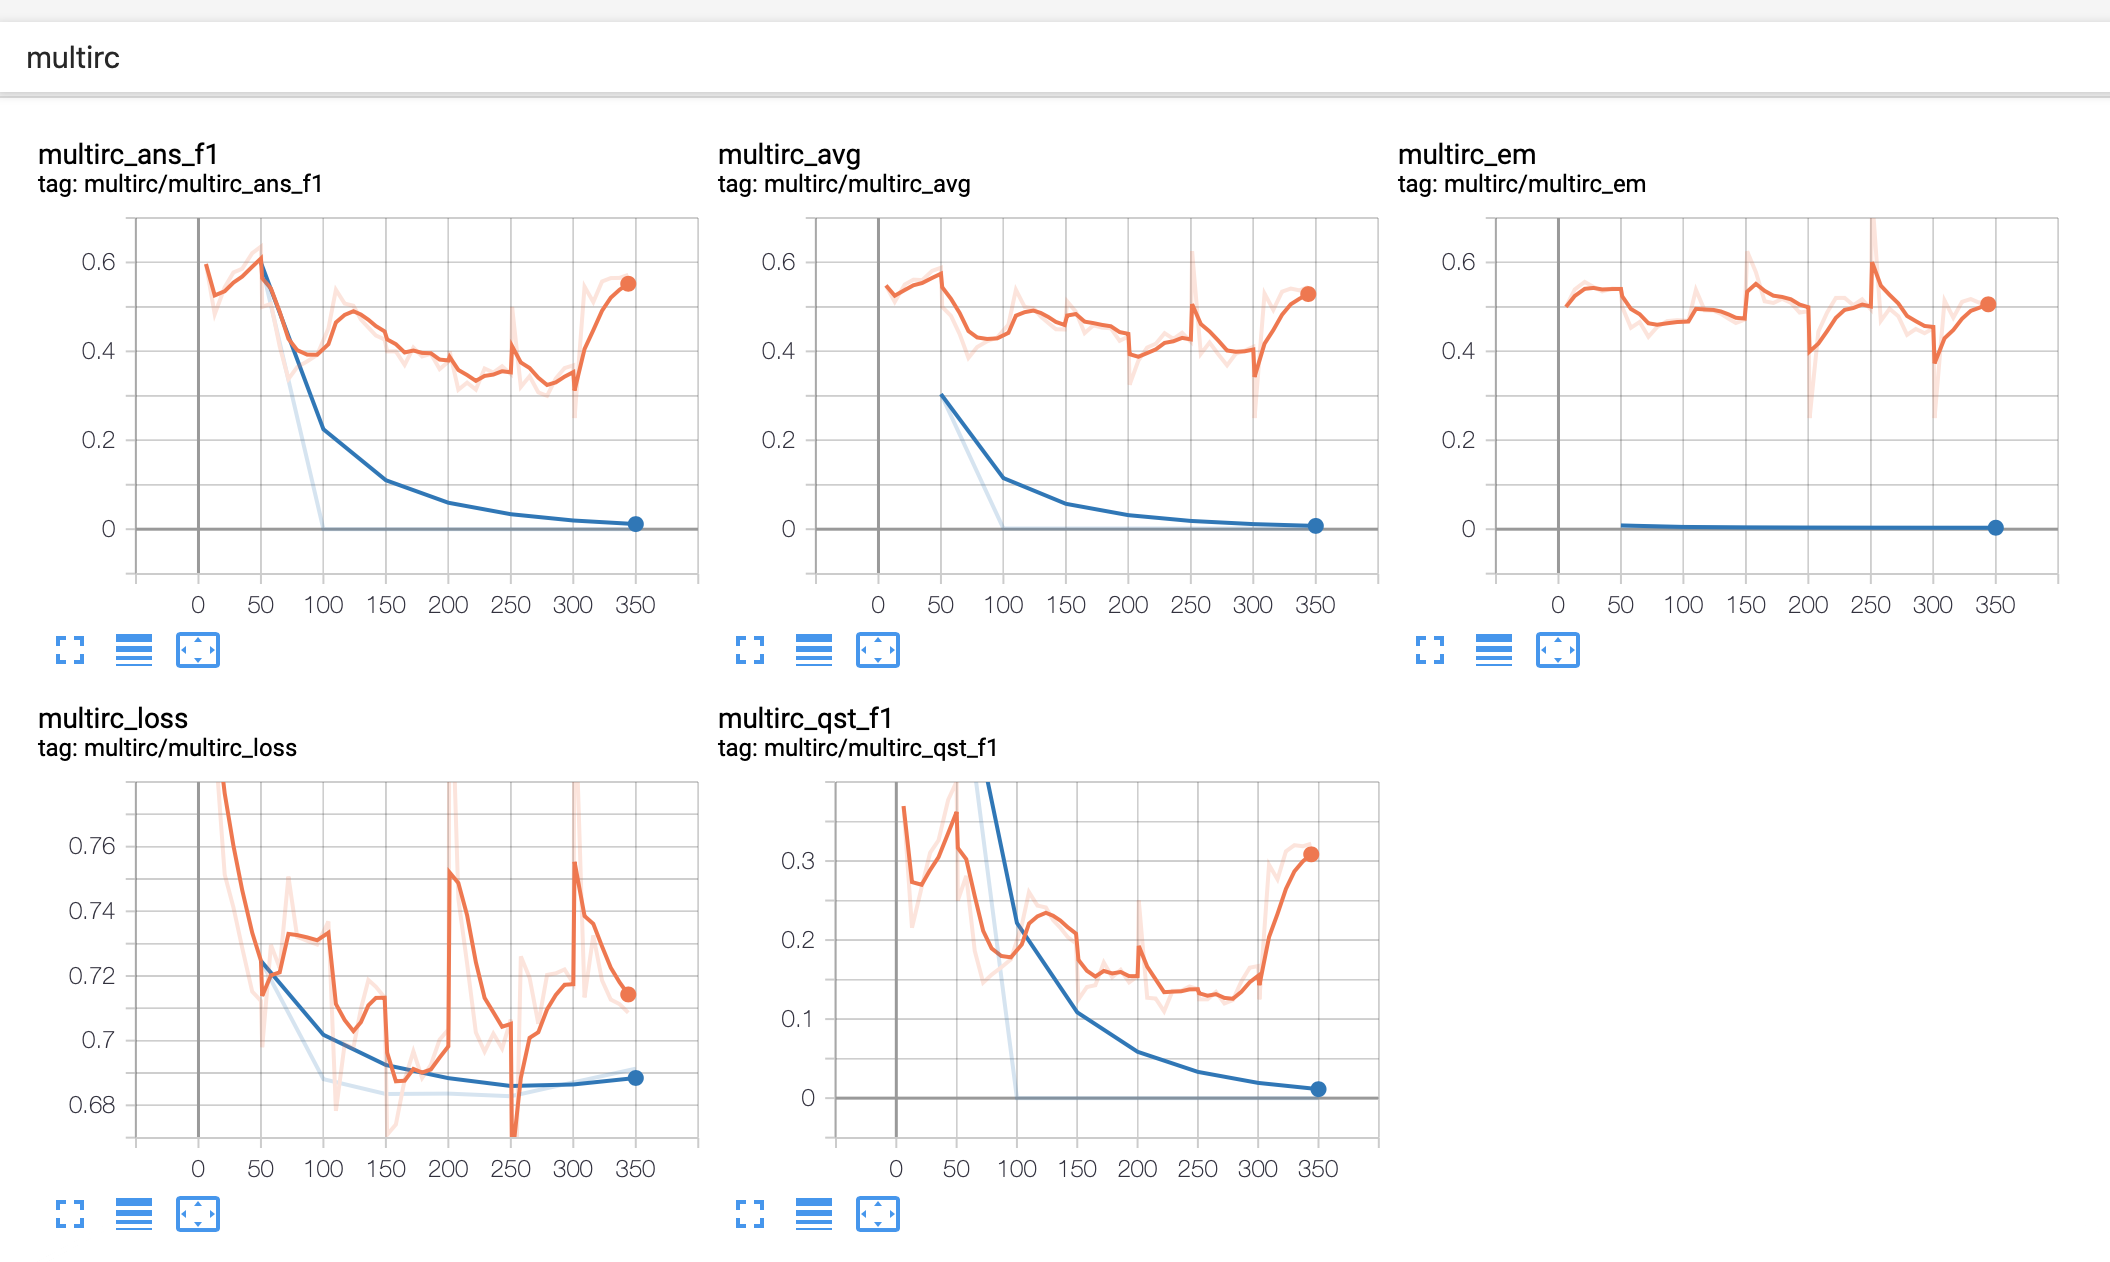 multirc
multirc_ans_f1
tag: multirc/multirc_ans_f1
0.6
0.4
0.2
0
0 50 100 150 200 250 300 350
multirc_avg
tag: multirc/multirc_avg
0.6
0.4
0.2
0
0 50 100 150 200 250 300 350
multirc_em
tag: multirc/multirc_em
0.6
0.4
0.2
0
0 50 100 150 200 250 300 350
multirc_loss
tag: multirc/multirc_loss
0.76
0.74
0.72
0.7
0.68
0 50 100 150 200 250 300 350
multirc_qst_f1
tag: multirc/multirc_qst_f1
0.3
0.2
0.1
0
0 50 100 150 200 250 300 350